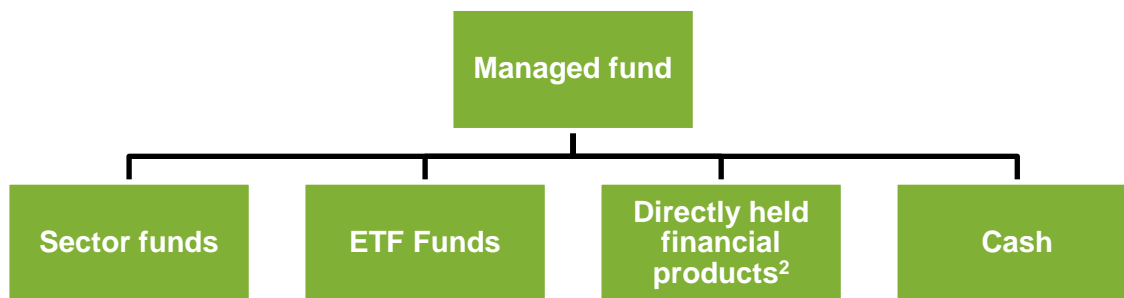 Managed fund
Sector funds
ETF Funds
Directly held
financial
products²
Cash